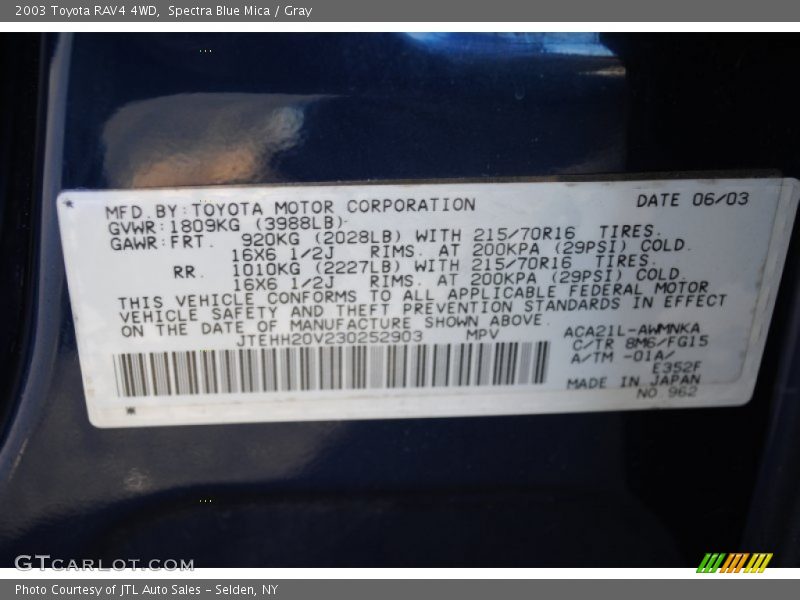 2003 Toyota RAV4 4WD,  Spectra Blue Mica / Gray
MFD.BY:TOYOTA MOTOR CORPORATION DATE 06/03
GVWR:1809KG (3988LB)
GAWR:FRT. 920KG (2028LB) WITH 215/70R16 TIRES.
16X6 1/2J RIMS. AT 200KPA (29PSI) COLD.
RR. 1010KG (2227LB) WITH 215/70R16 TIRES.
16X6 1/2J RIMS. AT 200KPA (29PSI) COLD.
THIS VEHICLE CONFORMS TO ALL APPLICABLE FEDERAL MOTOR
VEHICLE SAFETY AND THEFT PREVENTION STANDARDS IN EFFECT
ON THE DATE OF MANUFACTURE SHOWN ABOVE.
JTEHH20V230252903 MPV
ACA21L-AWMNKA
C/TR 8M6/FG15
A/TM -01A/
E352F
MADE IN JAPAN
NO.962
GTCARLOT.COM
Photo Courtesy of JTL Auto Sales - Selden, NY